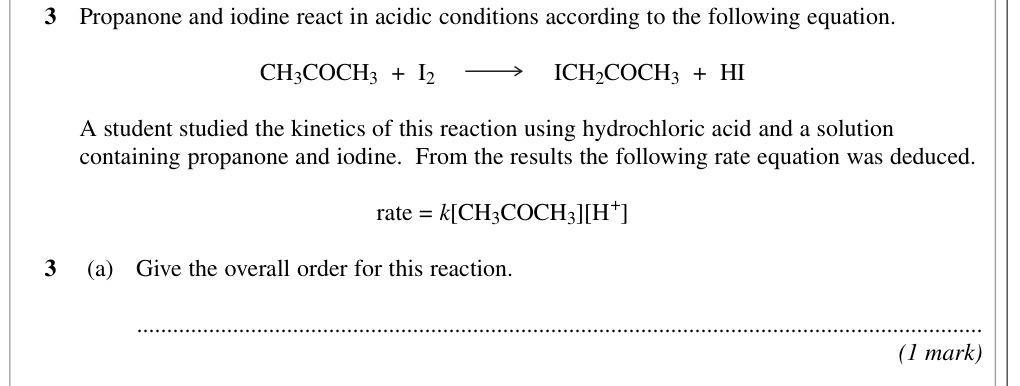 3 Propanone and iodine react in acidic conditions according to the following equation.
CH₃COCH₃ + I₂ ⟶ ICH₂COCH₃ + HI
A student studied the kinetics of this reaction using hydrochloric acid and a solution
containing propanone and iodine. From the results the following rate equation was deduced.
rate = k[CH₃COCH₃][H⁺]
3 (a) Give the overall order for this reaction.
(1 mark)